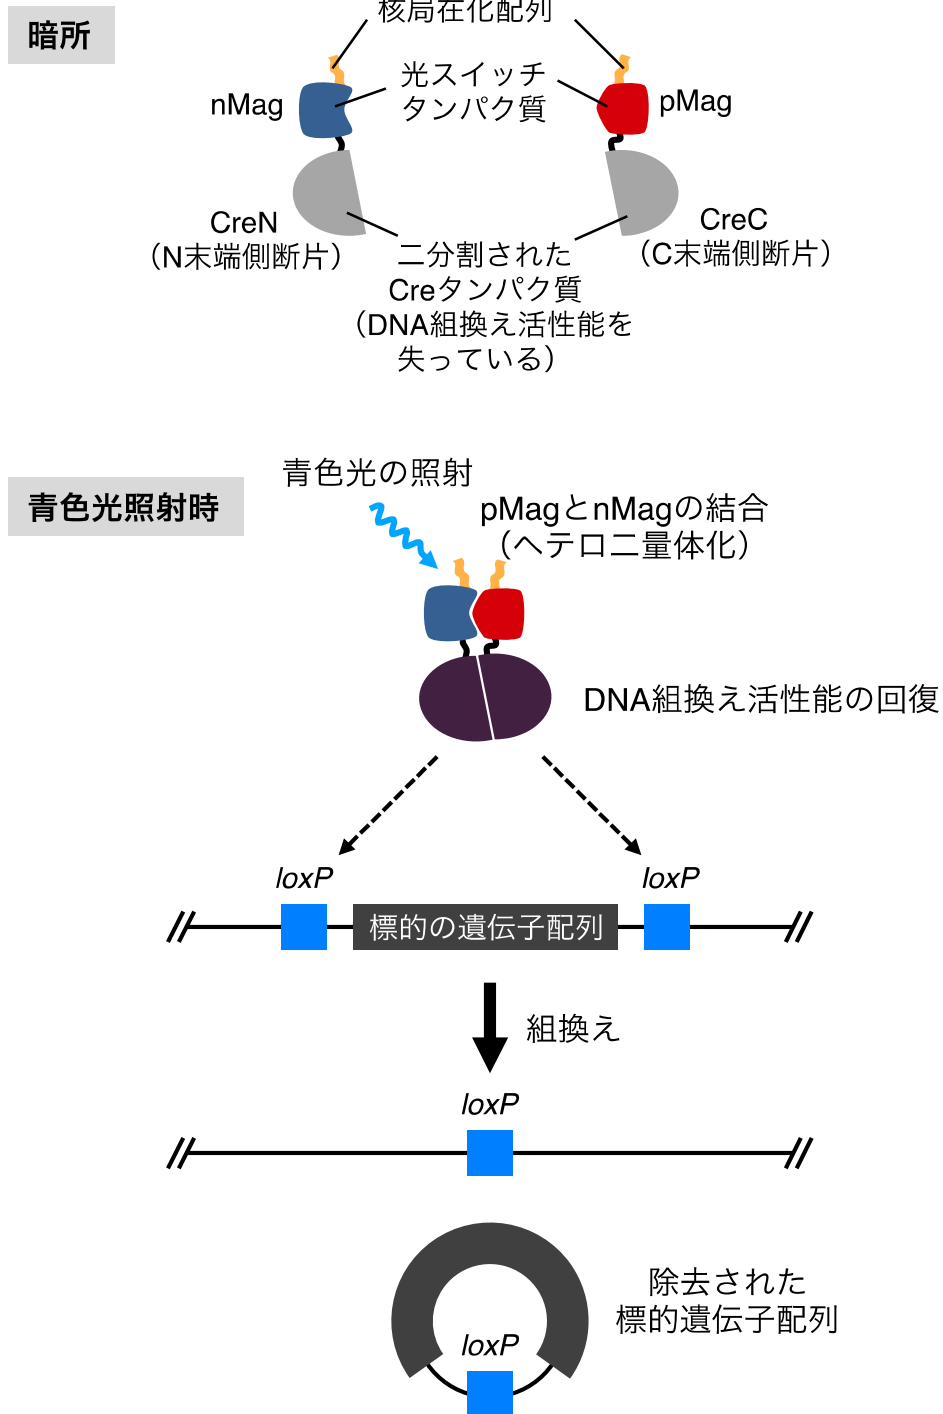 暗所
核局在化配列
光スイッチ
タンパク質
nMag
pMag
CreN
（N末端側断片）
CreC
（C末端側断片）
二分割された
Creタンパク質
（DNA組換え活性能を
失っている）
青色光照射時
青色光の照射
pMagとnMagの結合
（ヘテロ二量体化）
DNA組換え活性能の回復
loxP
loxP
標的の遺伝子配列
組換え
loxP
除去された
標的遺伝子配列
loxP